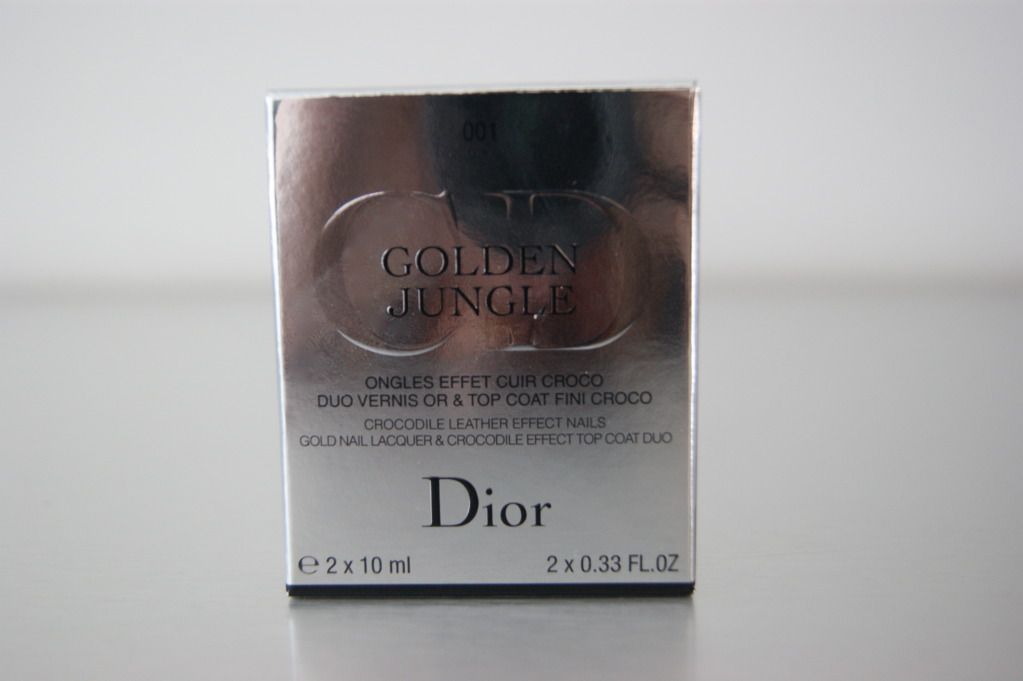 001
CD
GOLDEN
JUNGLE
ONGLES EFFET CUIR CROCO
DUO VERNIS OR & TOP COAT FINI CROCO
CROCODILE LEATHER EFFECT NAILS
GOLD NAIL LACQUER & CROCODILE EFFECT TOP COAT DUO
Dior
℮ 2 x 10 ml 2 x 0.33 FL.OZ